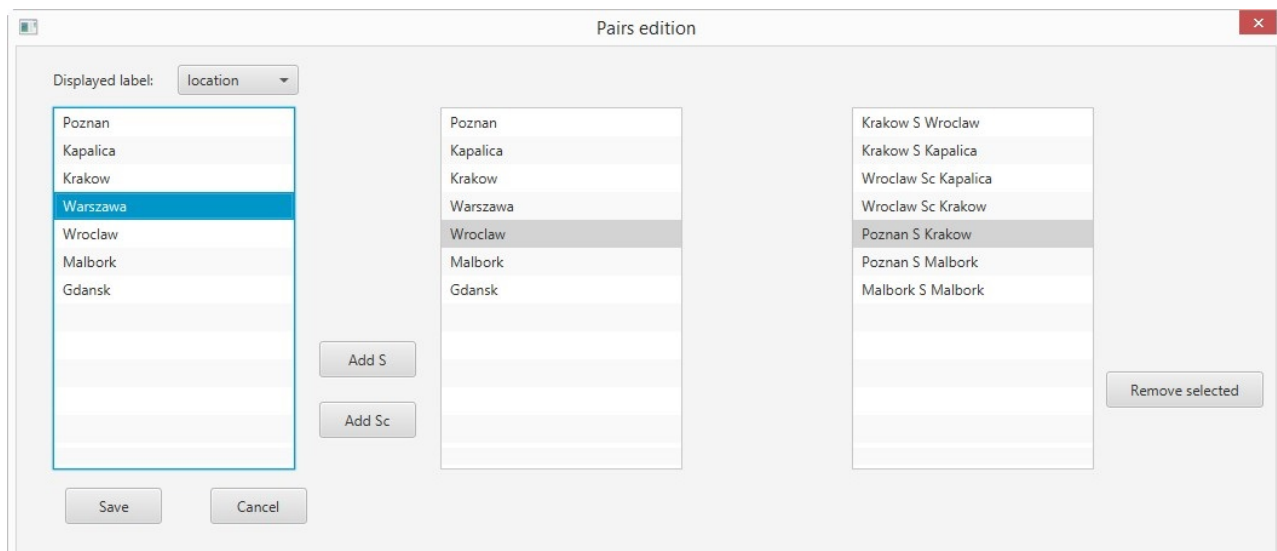 Pairs edition
Displayed label: location
Poznan
Kapalica
Krakow
Warszawa
Wroclaw
Malbork
Gdansk
Add S
Add Sc
Poznan
Kapalica
Krakow
Warszawa
Wroclaw
Malbork
Gdansk
Krakow S Wroclaw
Krakow S Kapalica
Wroclaw Sc Kapalica
Wroclaw Sc Krakow
Poznan S Krakow
Poznan S Malbork
Malbork S Malbork
Remove selected
Save
Cancel